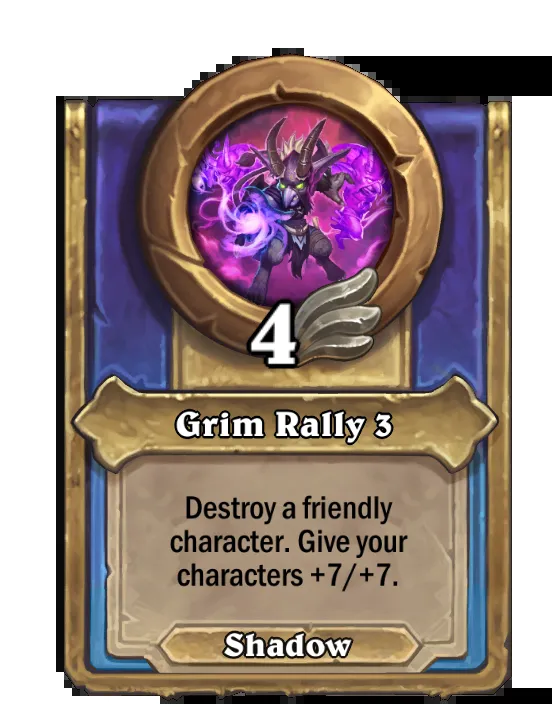 4
Grim Rally 3
Destroy a friendly
character. Give your
characters +7/+7.
Shadow